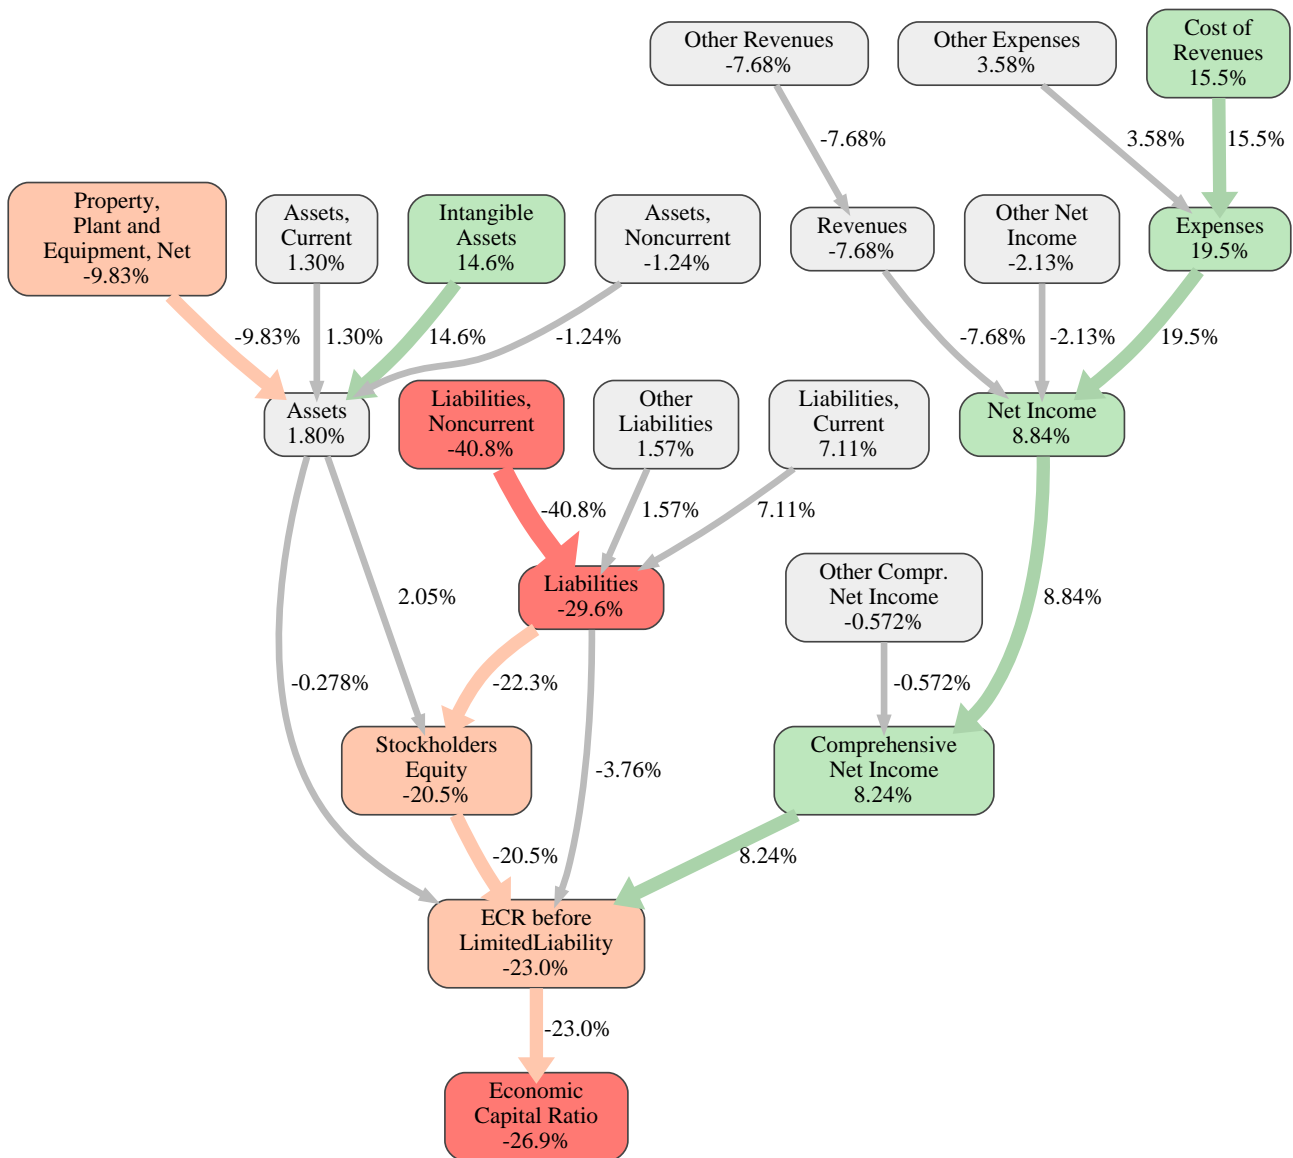 Other Revenues
-7.68%
Other Expenses
3.58%
Cost of
Revenues
15.5%
-7.68%
3.58%
15.5%
Property,
Plant and
Equipment, Net
-9.83%
Assets,
Current
1.30%
Intangible
Assets
14.6%
Assets,
Noncurrent
-1.24%
Revenues
-7.68%
Other Net
Income
-2.13%
Expenses
19.5%
-9.83%
1.30%
14.6%
-1.24%
-7.68%
-2.13%
19.5%
Assets
1.80%
Liabilities,
Noncurrent
-40.8%
Other
Liabilities
1.57%
Liabilities,
Current
7.11%
Net Income
8.84%
-40.8%
1.57%
7.11%
Liabilities
-29.6%
Other Compr.
Net Income
-0.572%
2.05%
8.84%
-0.278%
-22.3%
-0.572%
Stockholders
Equity
-20.5%
-3.76%
Comprehensive
Net Income
8.24%
-20.5%
8.24%
ECR before
LimitedLiability
-23.0%
-23.0%
Economic
Capital Ratio
-26.9%